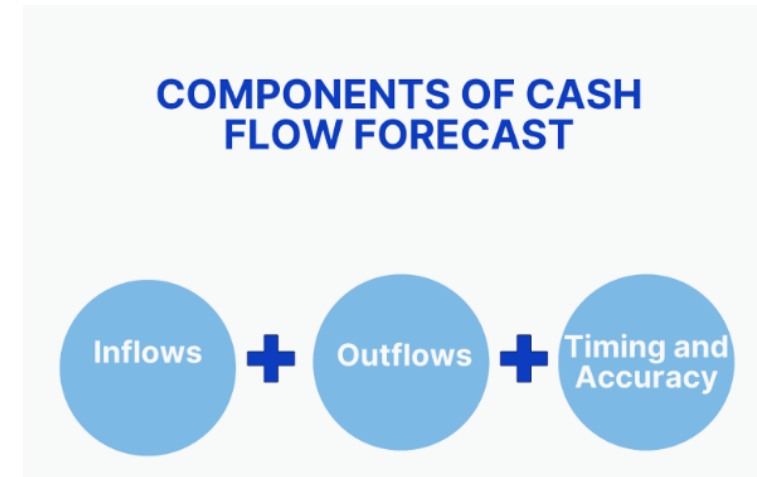 COMPONENTS OF CASH
FLOW FORECAST
Inflows
Outflows
Timing and
Accuracy